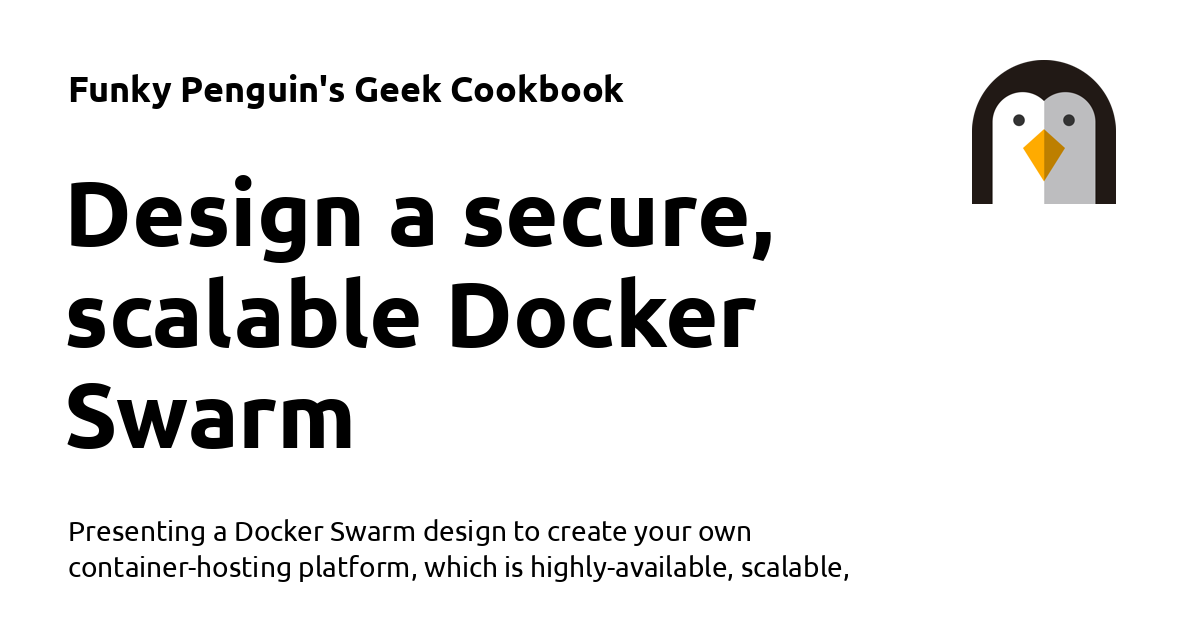 Funky Penguin's Geek Cookbook
Design a secure,
scalable Docker
Swarm
Presenting a Docker Swarm design to create your own
container-hosting platform, which is highly-available, scalable,